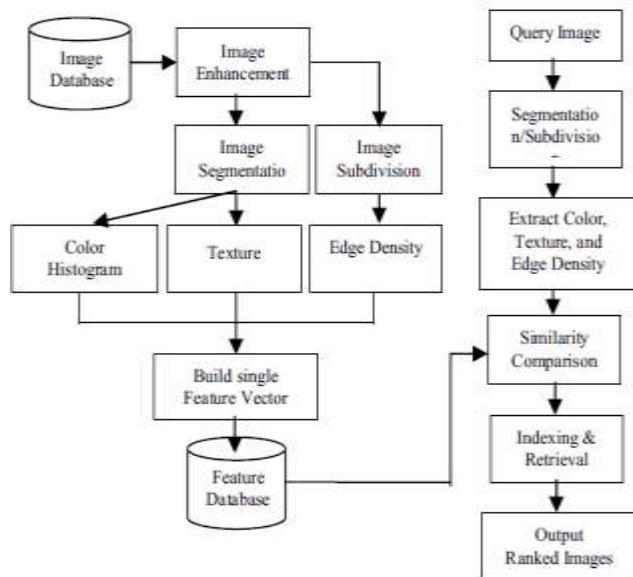 Image
Database
Image
Enhancement
Image
Segmentatio
Image
Subdivision
Color
Histogram
Texture
Edge Density
Build single
Feature Vector
Feature
Database
Query Image
Segmentatio
n/Subdivisio
Extract Color,
Texture, and
Edge Density
Similarity
Comparison
Indexing &
Retrieval
Output
Ranked Images